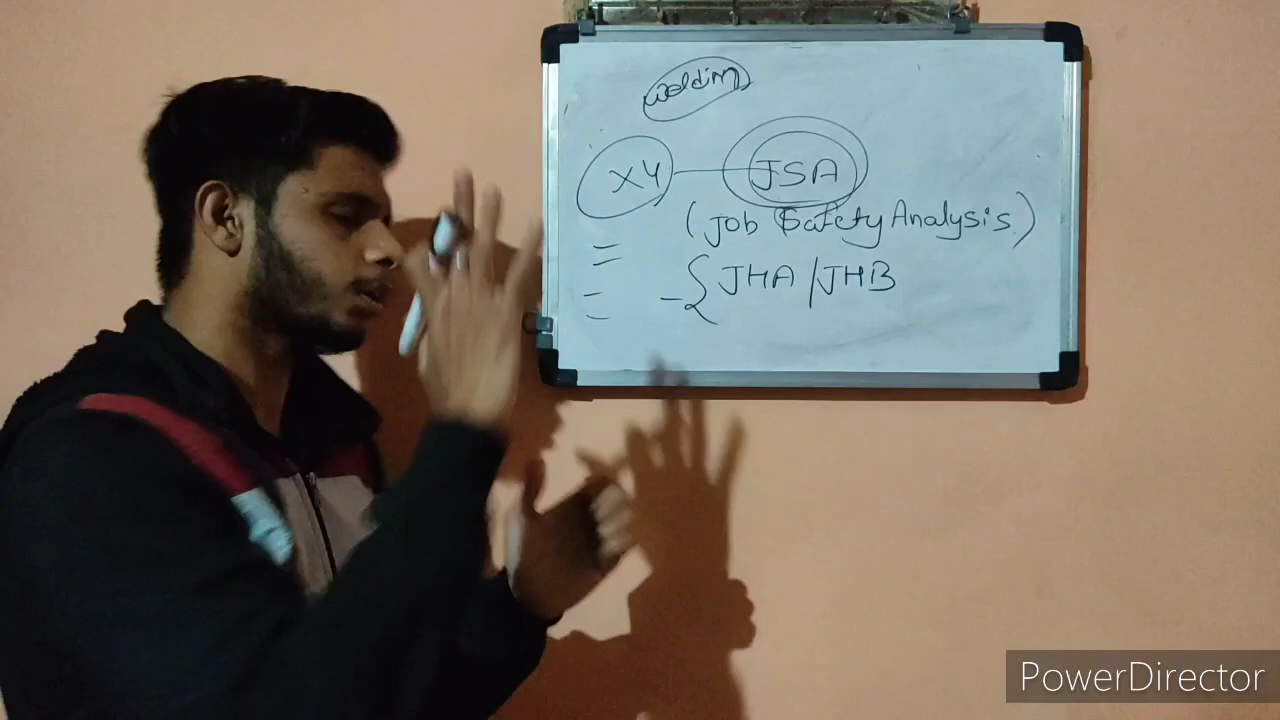 welding
XY JSA
(Job Safety Analysis.)
- { JHA / JHB
PowerDirector